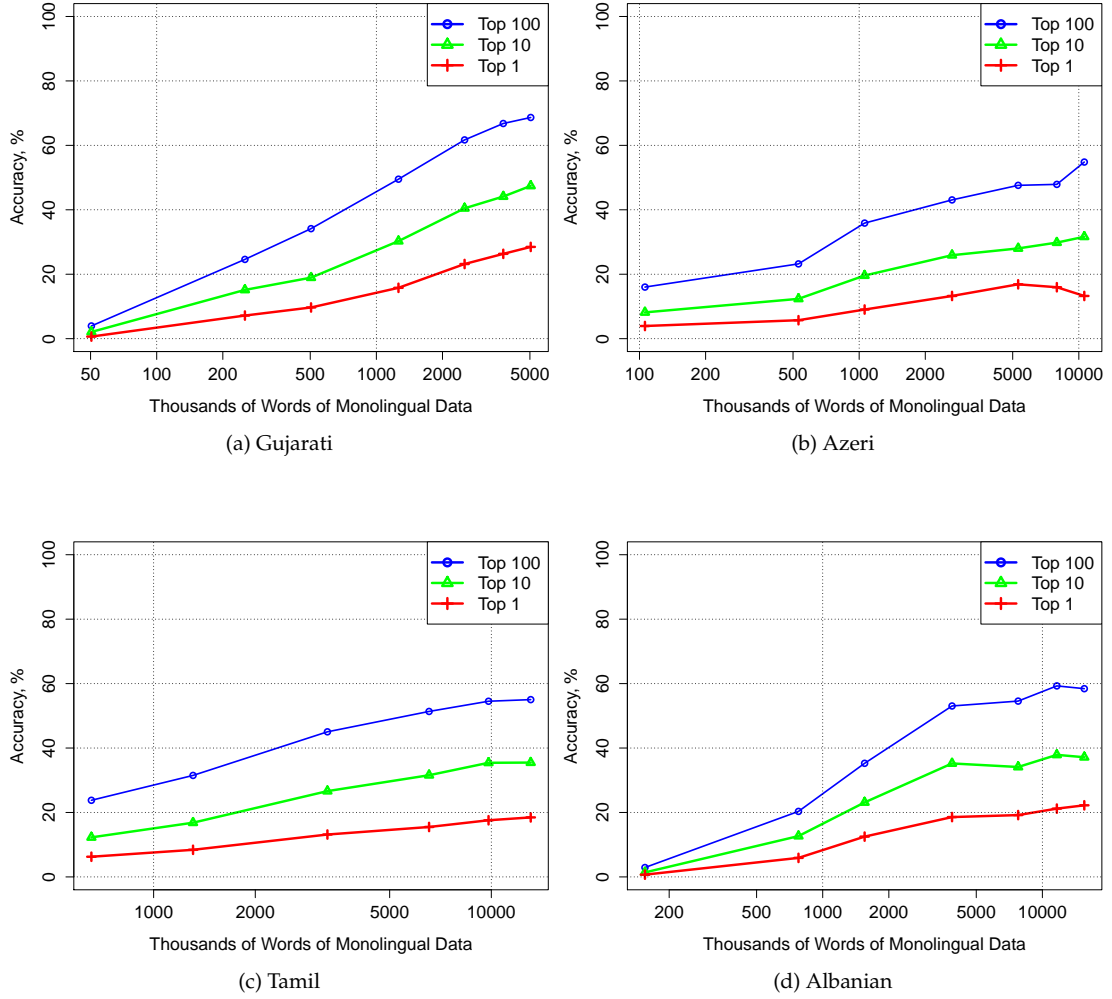 Top 100
Top 10
Top 1
Accuracy, %
0 20 40 60 80 100
50 100 200 500 1000 2000 5000
Thousands of Words of Monolingual Data
(a) Gujarati
Top 100
Top 10
Top 1
Accuracy, %
0 20 40 60 80 100
100 200 500 1000 2000 5000 10000
Thousands of Words of Monolingual Data
(b) Azeri
Top 100
Top 10
Top 1
Accuracy, %
0 20 40 60 80 100
1000 2000 5000 10000
Thousands of Words of Monolingual Data
(c) Tamil
Top 100
Top 10
Top 1
Accuracy, %
0 20 40 60 80 100
200 500 1000 2000 5000 10000
Thousands of Words of Monolingual Data
(d) Albanian